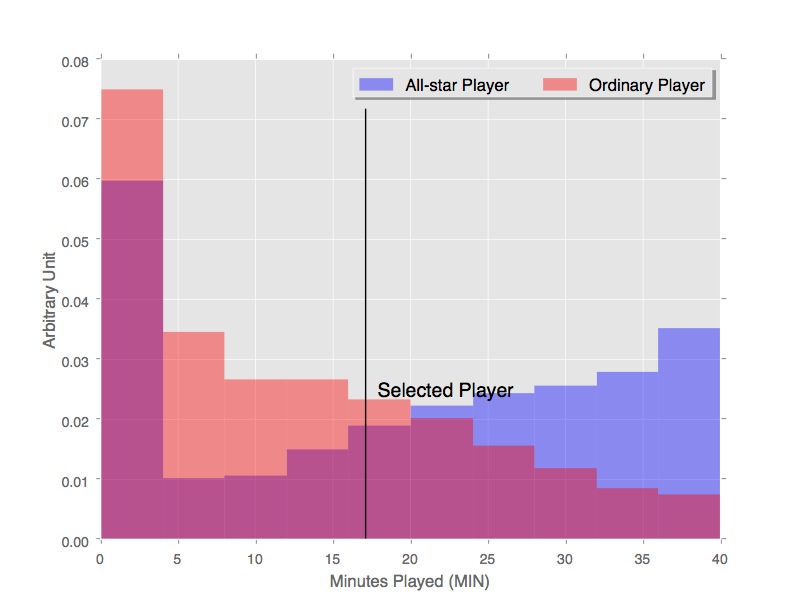 All-star Player Ordinary Player
0.08
0.07
0.06
0.05
0.04
0.03
0.02
0.01
0.00
Arbitrary Unit
Selected Player
0 5 10 15 20 25 30 35 40
Minutes Played (MIN)